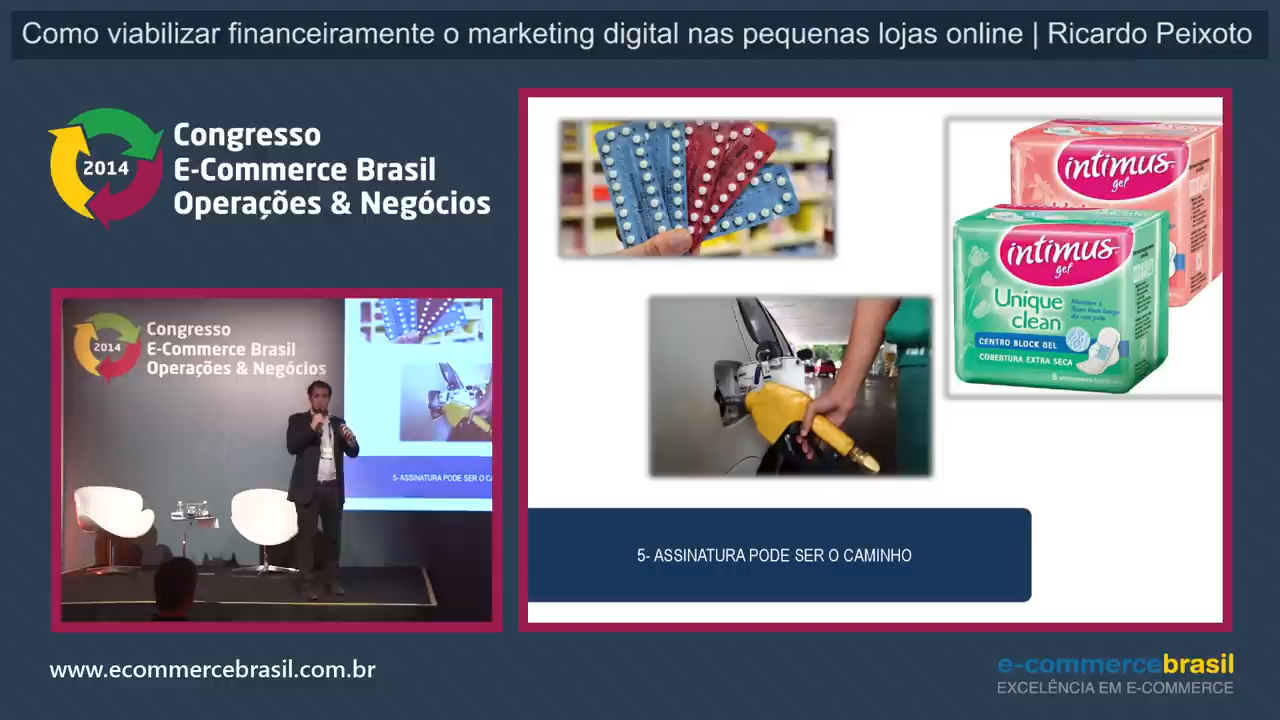 Como viabilizar financeiramente o marketing digital nas pequenas lojas online | Ricardo Peixoto
2014
Congresso
E-Commerce Brasil
Operações & Negócios
intimus
gel
intimus
gel
Unique
clean
CENTRO BLOCK GEL
COBERTURA EXTRA SECA
2014
Congresso
E-Commerce Brasil
Operações & Negócios
5- ASSINATURA PODE SER O CA
5- ASSINATURA PODE SER O CAMINHO
www.ecommercebrasil.com.br
e-commercebrasil
EXCELÊNCIA EM E-COMMERCE